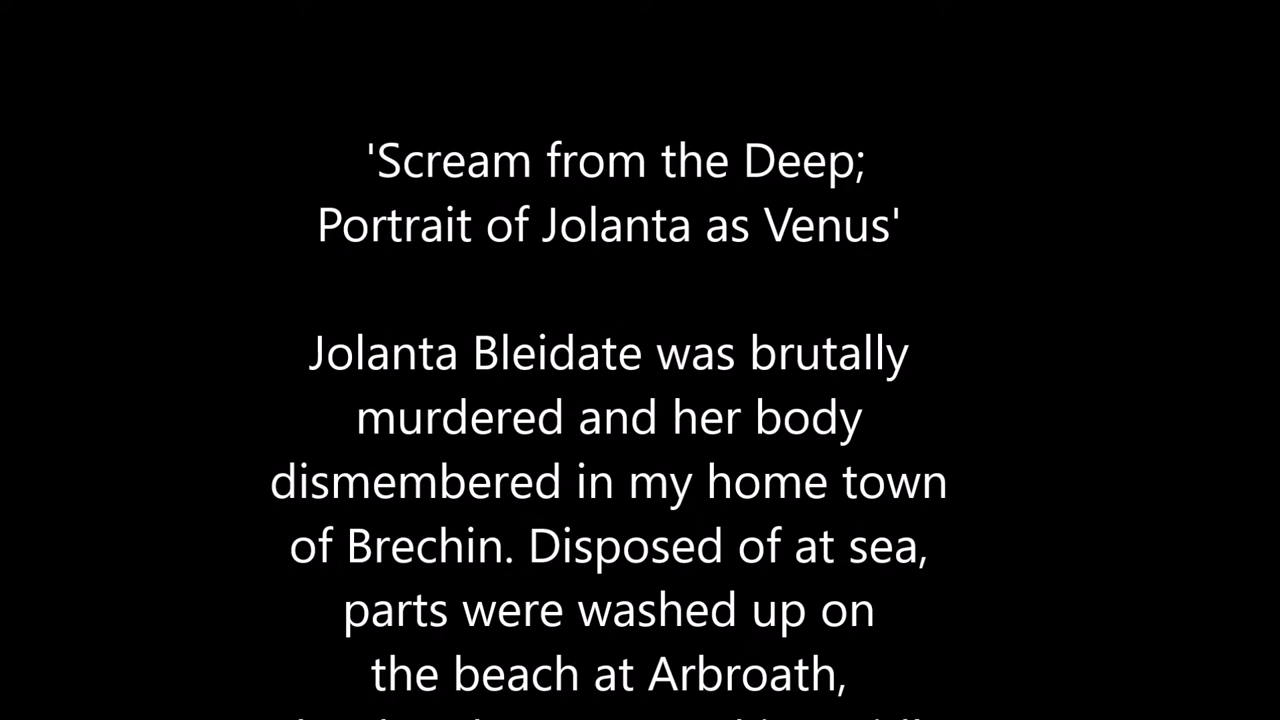 'Scream from the Deep;
Portrait of Jolanta as Venus'
Jolanta Bleidate was brutally
murdered and her body
dismembered in my home town
of Brechin. Disposed of at sea,
parts were washed up on
the beach at Arbroath,